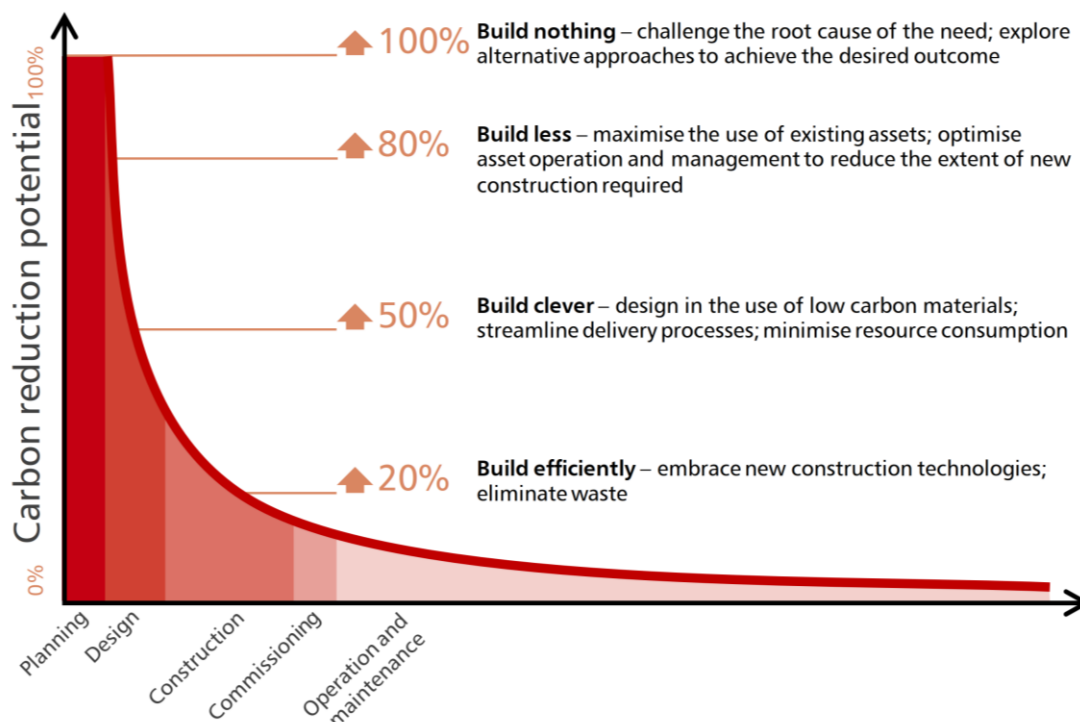 100%
Build nothing – challenge the root cause of the need; explore
alternative approaches to achieve the desired outcome
80%
Build less – maximise the use of existing assets; optimise
asset operation and management to reduce the extent of new
construction required
50%
Build clever – design in the use of low carbon materials;
streamline delivery processes; minimise resource consumption
20%
Build efficiently – embrace new construction technologies;
eliminate waste
Carbon reduction potential
100%
0%
Planning
Design
Construction
Commissioning
Operation and
maintenance